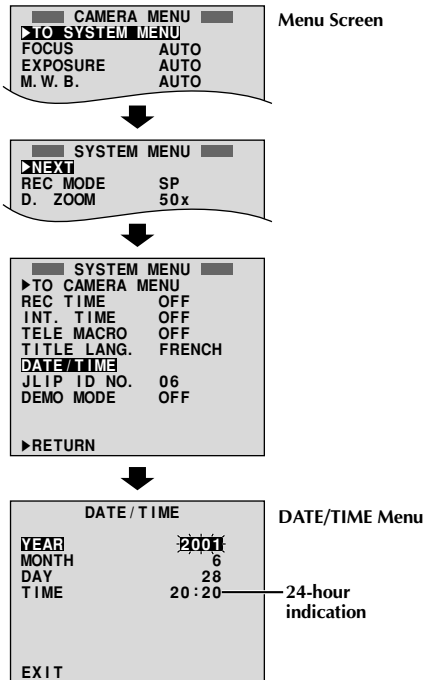 CAMERA MENU
Menu Screen
▶TO SYSTEM MENU
FOCUS AUTO
EXPOSURE AUTO
M.W.B. AUTO
SYSTEM MENU
▶NEXT
REC MODE SP
D. ZOOM 50x
SYSTEM MENU
▶TO CAMERA MENU
REC TIME OFF
INT. TIME OFF
TELE MACRO OFF
TITLE LANG. FRENCH
DATE/TIME
JLIP ID NO. 06
DEMO MODE OFF
▶RETURN
DATE/TIME
DATE/TIME Menu
YEAR 2001
MONTH 6
DAY 28
TIME 20:20
24-hour
indication
EXIT